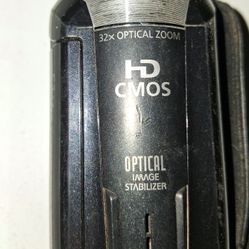 32x OPTICAL ZOOM
HD
CMOS
OPTICAL
IMAGE
STABILIZER